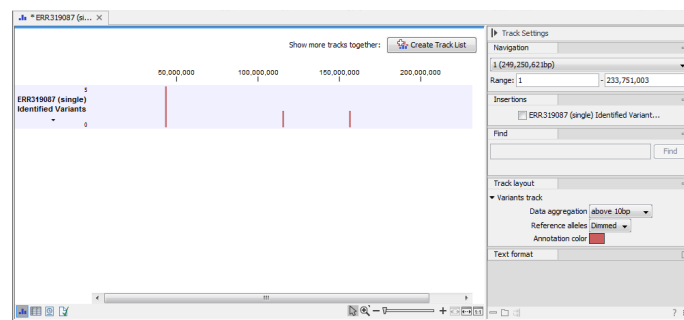 * ERR319087 (si...
Show more tracks together:
Create Track List
50,000,000 100,000,000 150,000,000 200,000,000
5
ERR319087 (single)
Identified Variants
0
Track Settings
Navigation
1 (249,250,621bp)
Range: 1 - 233,751,003
Insertions
ERR319087 (single) Identified Variant...
Find
Find
Track layout
Variants track
Data aggregation above 10bp
Reference alleles Dimmed
Annotation color
Text format
1:1
?